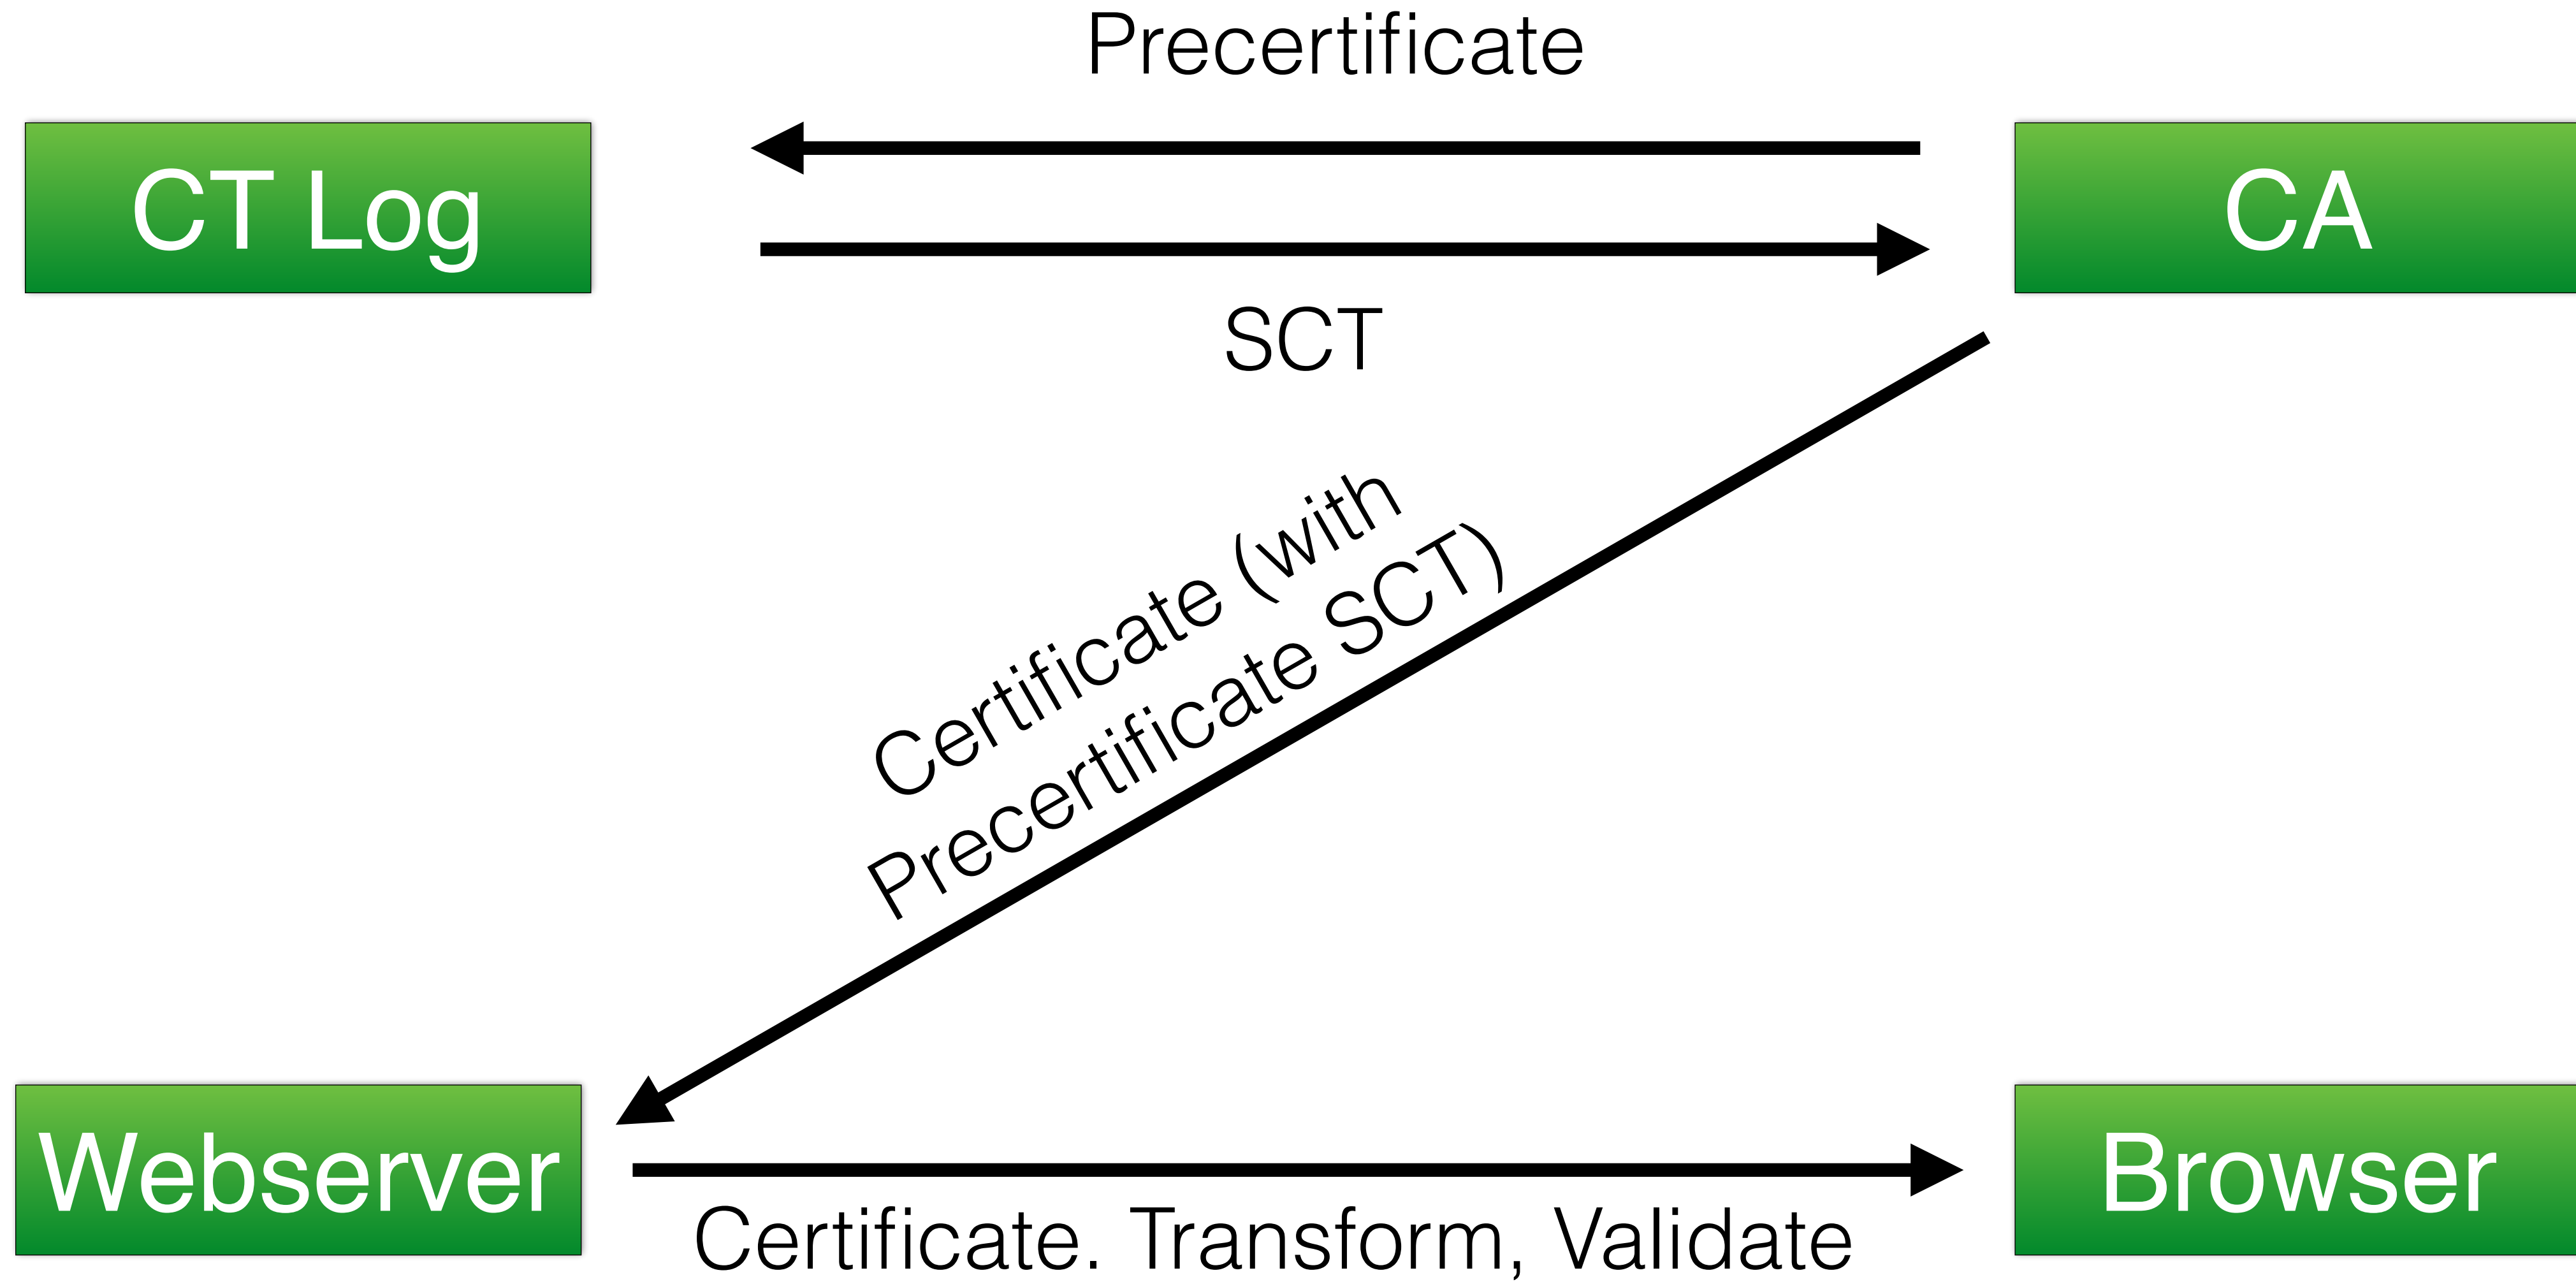 Precertificate
CT Log
CA
SCT
Certificate (with
Precertificate SCT)
Webserver
Browser
Certificate. Transform, Validate